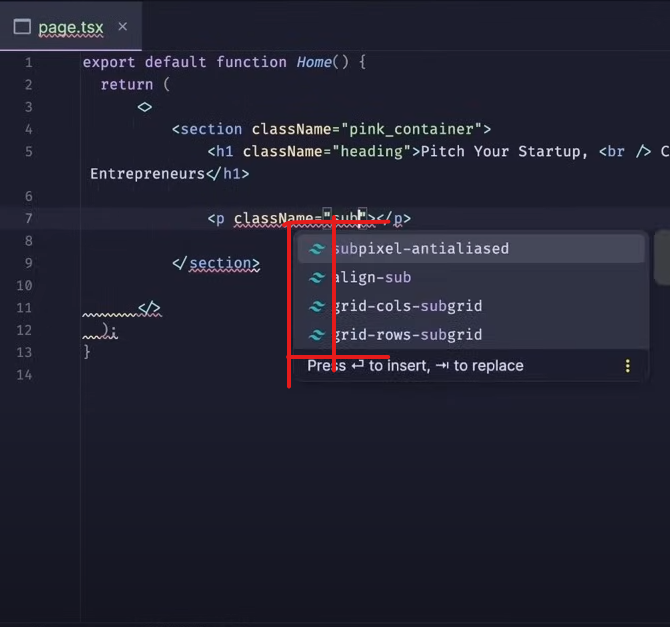 page.tsx ×
1 export default function Home() {
2 return (
3 <>
4 <section className="pink_container">
5 <h1 className="heading">Pitch Your Startup, <br /> C
Entrepreneurs</h1>
6
7 <p className="sub"></p>
8
9 </section>
10
11 </>
12 );
13 }
14
subpixel-antialiased
align-sub
grid-cols-subgrid
grid-rows-subgrid
Press ↵ to insert, ⇥ to replace